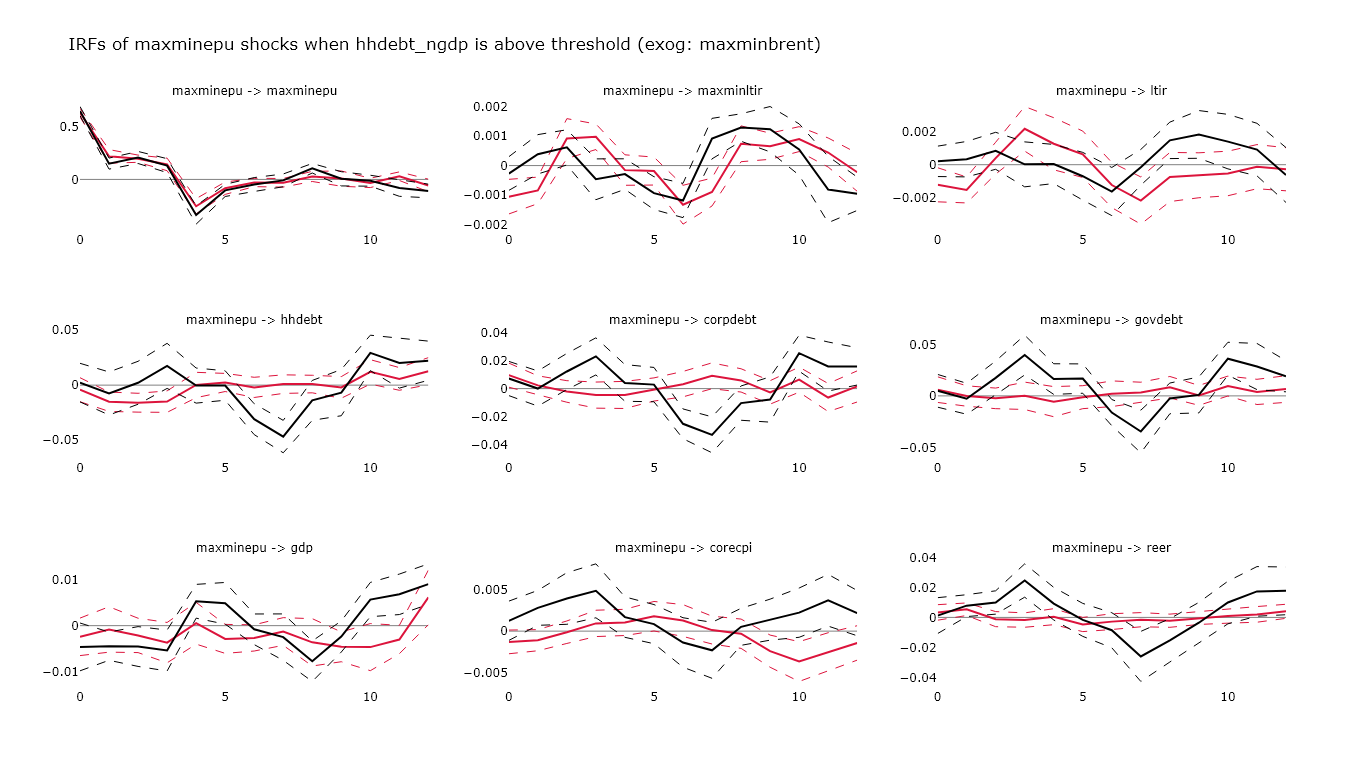 IRFs of maxminepu shocks when hhdebt_ngdp is above threshold (exog: maxminbrent)
maxminepu -> maxminepu
0.5
0
0 5 10
maxminepu -> maxminltir
0.002
0.001
0
−0.001
−0.002
0 5 10
maxminepu -> ltir
0.002
0
−0.002
0 5 10
maxminepu -> hhdebt
0.05
0
−0.05
0 5 10
maxminepu -> corpdebt
0.04
0.02
0
−0.02
−0.04
0 5 10
maxminepu -> govdebt
0.05
0
−0.05
0 5 10
maxminepu -> gdp
0.01
0
−0.01
0 5 10
maxminepu -> corecpi
0.005
0
−0.005
0 5 10
maxminepu -> reer
0.04
0.02
0
−0.02
−0.04
0 5 10